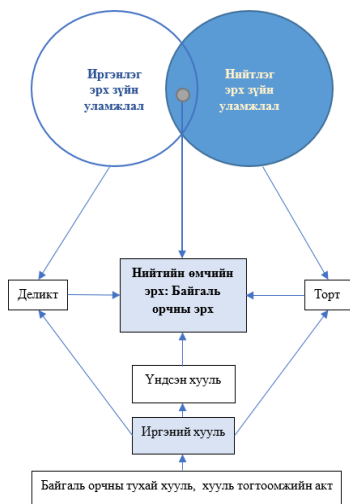 Иргэнлэг
эрх зүйн
уламжлал
Нийтлэг
эрх зүйн
уламжлал
Деликт
Нийтийн өмчийн
эрх: Байгаль
орчны эрх
Торт
Үндсэн хууль
Иргэний хууль
Байгаль орчны тухай хууль, хууль тогтоомжийн акт